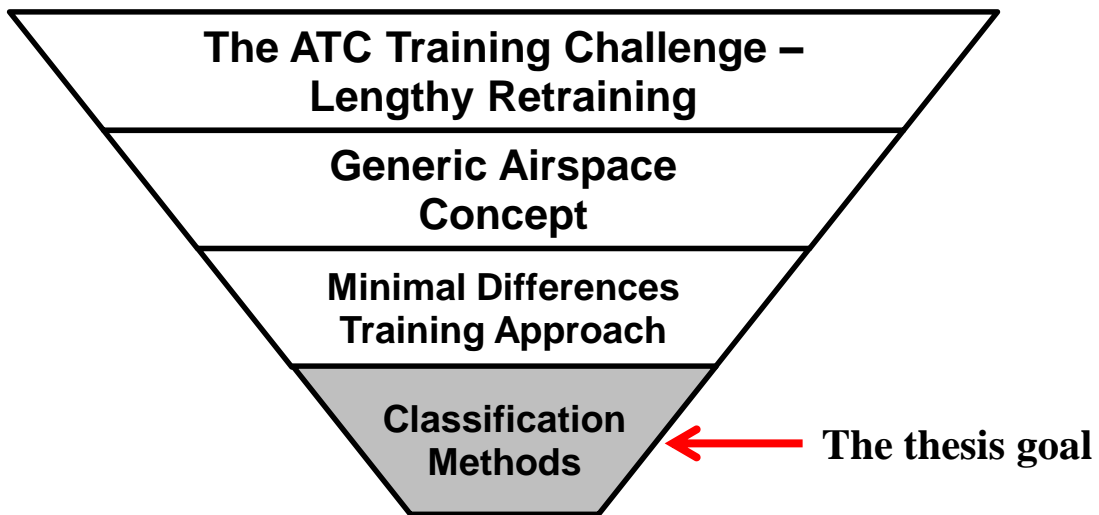 The ATC Training Challenge –
Lengthy Retraining
Generic Airspace
Concept
Minimal Differences
Training Approach
Classification
Methods
The thesis goal